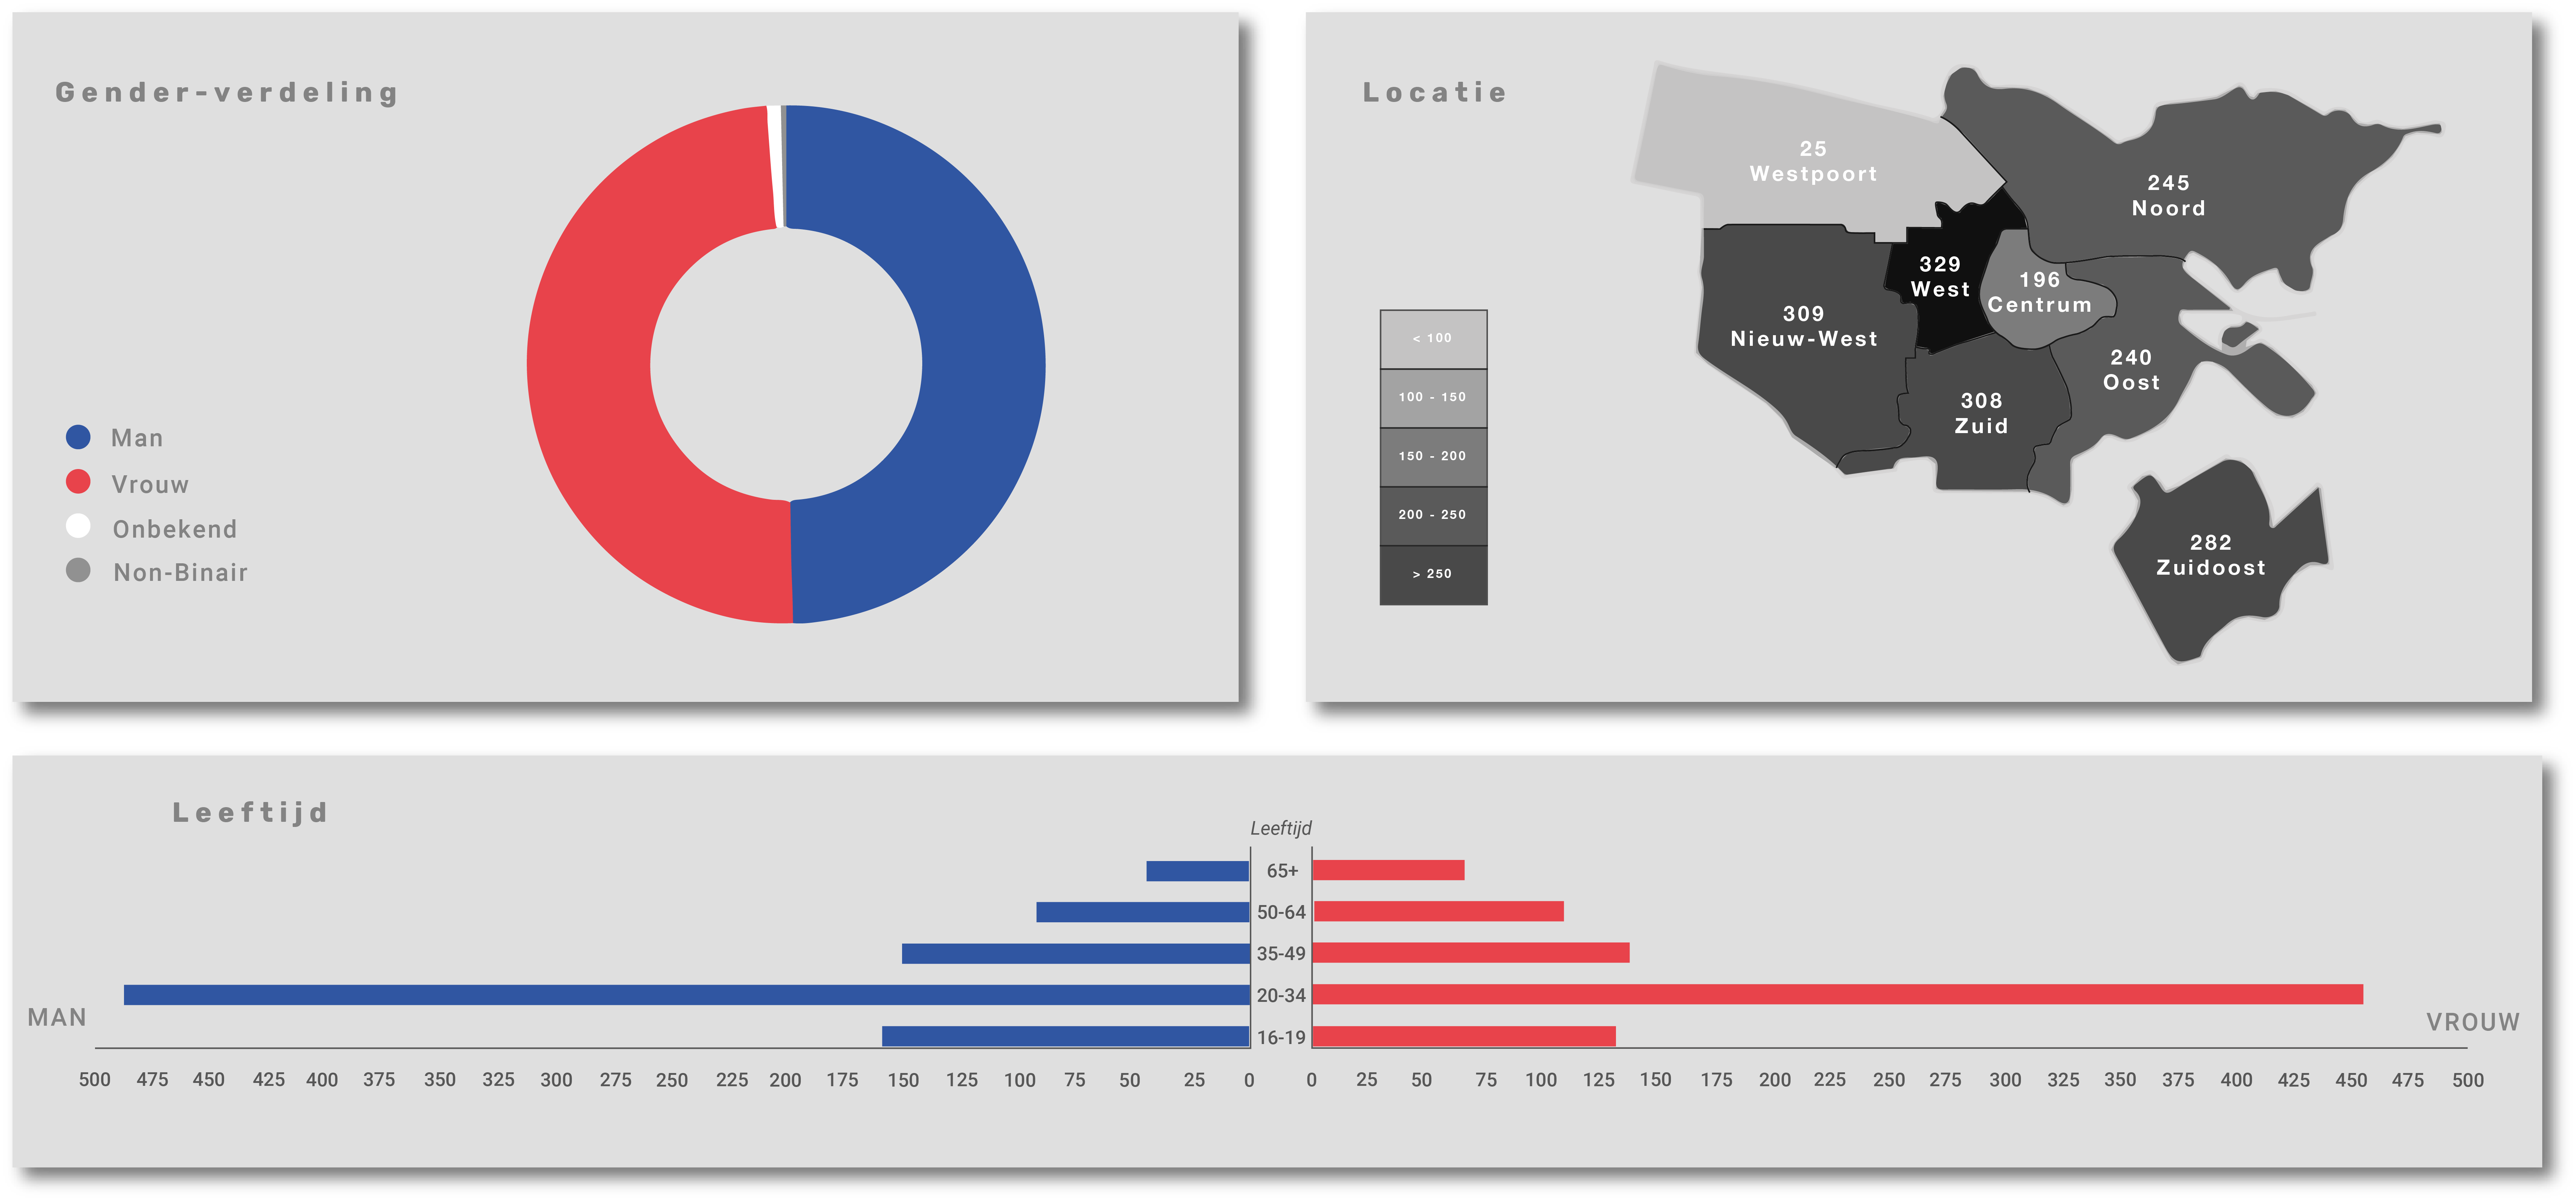 Gender-verdeling
Man
Vrouw
Onbekend
Non-Binair
Locatie
< 100
100 - 150
150 - 200
200 - 250
> 250
25
Westpoort
245
Noord
329
West
196
Centrum
309
Nieuw-West
240
Oost
308
Zuid
282
Zuidoost
Leeftijd
Leeftijd
65+
50-64
35-49
20-34
16-19
MAN
VROUW
500 475 450 425 400 375 350 325 300 275 250 225 200 175 150 125 100 75 50 25 0
0 25 50 75 100 125 150 175 200 225 250 275 300 325 350 375 400 425 450 475 500